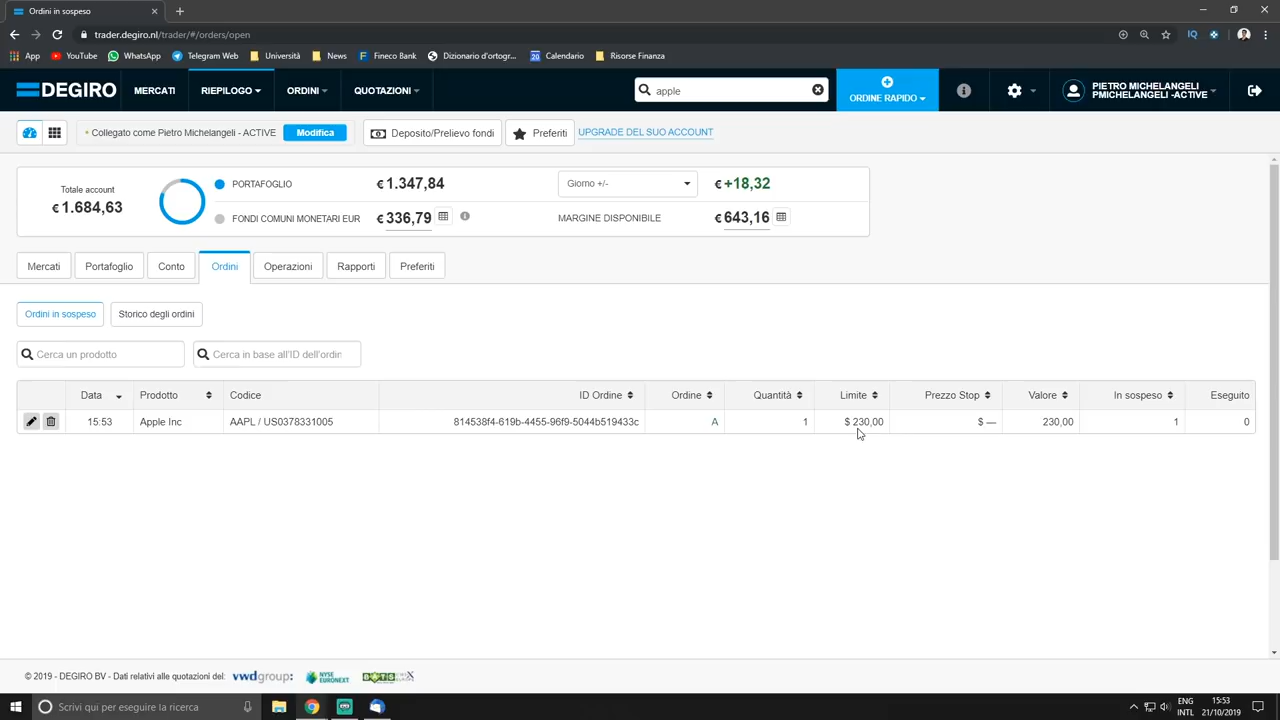 Ordini in sospeso
trader.degiro.nl/trader/#/orders/open
App YouTube WhatsApp Telegram Web Università News Fineco Bank Dizionario d'ortogr... Calendario Risorse Finanza
DEGIRO MERCATI RIEPILOGO ORDINI QUOTAZIONI apple ORDINE RAPIDO PIETRO MICHELANGELI
PMICHELANGELI -ACTIVE
Collegato come Pietro Michelangeli - ACTIVE Modifica Deposito/Prelievo fondi Preferiti UPGRADE DEL SUO ACCOUNT
Totale account
€ 1.684,63
PORTAFOGLIO € 1.347,84 Giorno +/- € +18,32
FONDI COMUNI MONETARI EUR € 336,79 MARGINE DISPONIBILE € 643,16
Mercati Portafoglio Conto Ordini Operazioni Rapporti Preferiti
Ordini in sospeso Storico degli ordini
Cerca un prodotto Cerca in base all'ID dell'ordin
Data Prodotto Codice ID Ordine Ordine Quantità Limite Prezzo Stop Valore In sospeso Eseguito
15:53 Apple Inc AAPL / US0378331005 814538f4-619b-4455-96f9-5044b519433c A 1 $ 230,00 $ — 230,00 1 0
© 2019 - DEGIRO BV - Dati relativi alle quotazioni del: vwdgroup: NYSE EURONEXT
Scrivi qui per eseguire la ricerca
ENG 15:53
INTL 21/10/2019